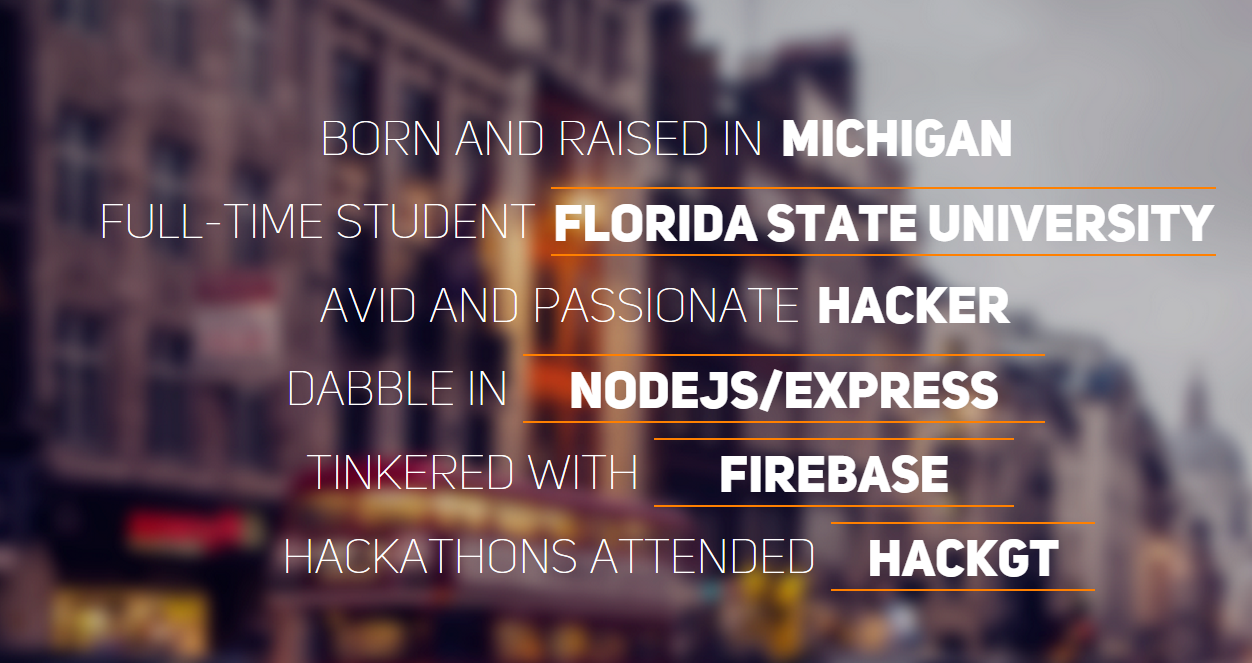 BORN AND RAISED IN MICHIGAN
FULL-TIME STUDENT FLORIDA STATE UNIVERSITY
AVID AND PASSIONATE HACKER
DABBLE IN NODEJS/EXPRESS
TINKERED WITH FIREBASE
HACKATHONS ATTENDED HACKGT